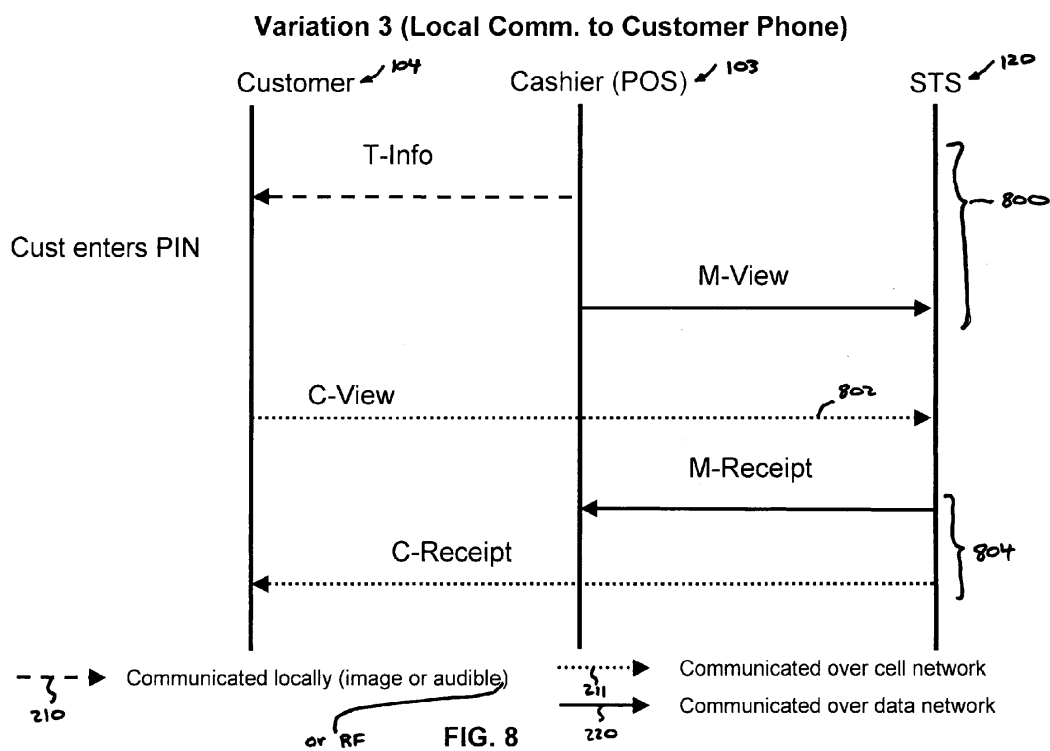 Variation 3 (Local Comm. to Customer Phone)
Customer 104
Cashier (POS) 103
STS 120
T-Info
800
Cust enters PIN
M-View
C-View
802
M-Receipt
C-Receipt
804
Communicated locally (image or audible)
210
or RF
Communicated over cell network
211
Communicated over data network
220
FIG. 8